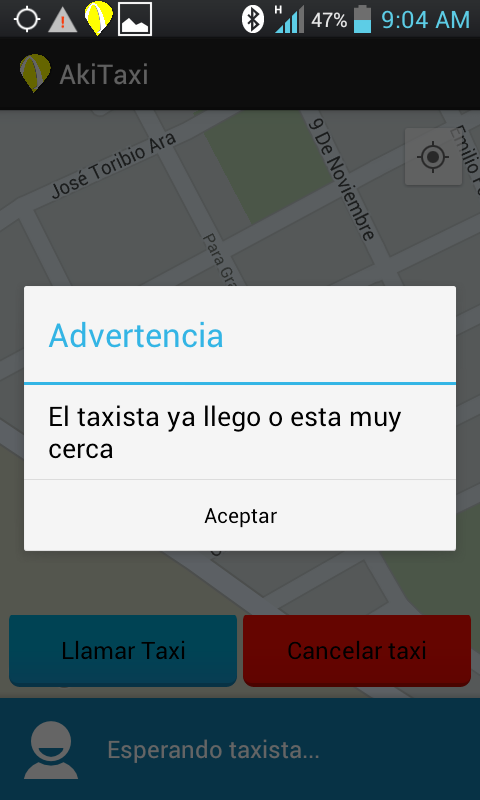 H 47% 9:04 AM
AkiTaxi
José Toribio Ara
9 De Noviembre
Emilio
Para
Advertencia
El taxista ya llego o esta muy
cerca
Aceptar
Llamar Taxi
Cancelar taxi
Esperando taxista...